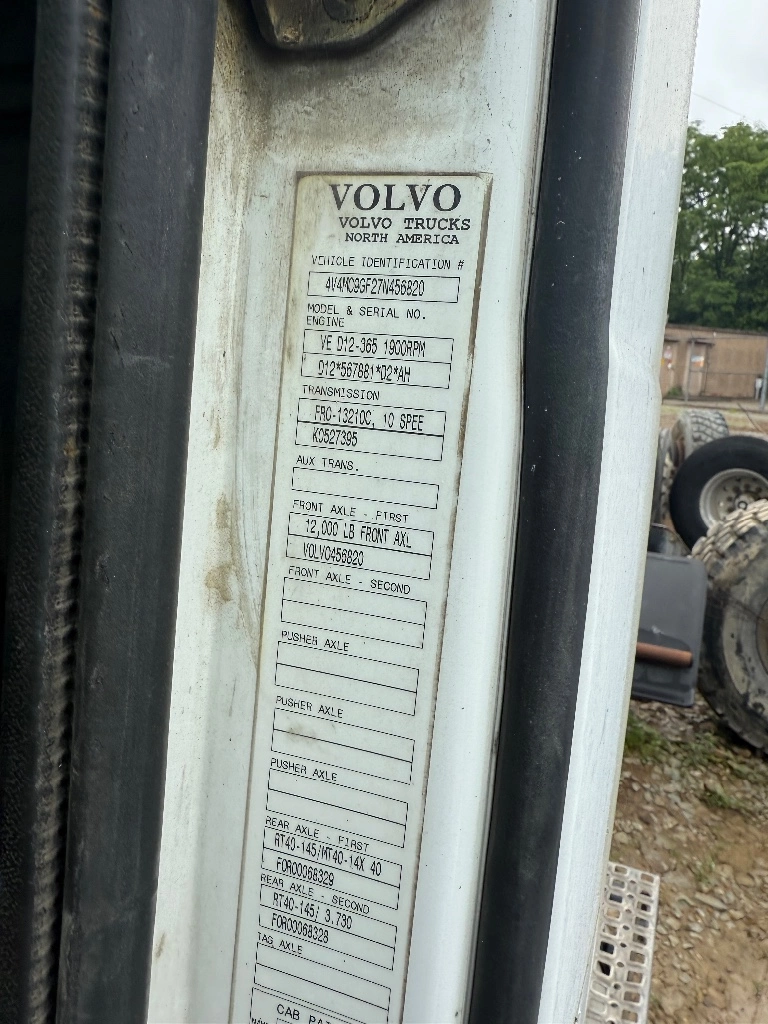 VOLVO
VOLVO TRUCKS
NORTH AMERICA
VEHICLE IDENTIFICATION #
4V4MC9GF27N456820
MODEL & SERIAL NO.
ENGINE
VE D12-365 1900RPM
D12*567881*D2*AH
TRANSMISSION
FRO-13210C, 10 SPEE
K0527395
AUX TRANS.
FRONT AXLE - FIRST
12,000 LB FRONT AXL
VOLVO456820
FRONT AXLE - SECOND
PUSHER AXLE
PUSHER AXLE
PUSHER AXLE
REAR AXLE - FIRST
RT40-145/MT40-14X 40
FOR00068329
REAR AXLE - SECOND
RT40-145/ 3.730
FOR00068328
TAG AXLE
CAB